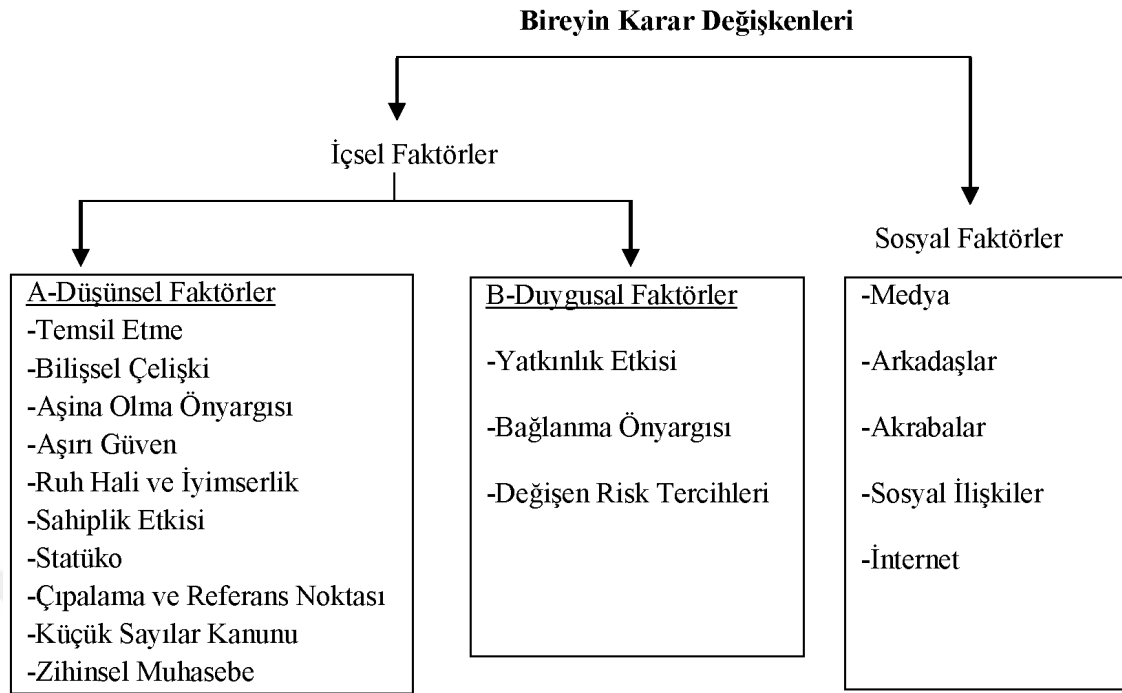 Bireyin Karar Değişkenleri
İçsel Faktörler
Sosyal Faktörler
A-Düşünsel Faktörler
-Temsil Etme
-Bilişsel Çelişki
-Aşina Olma Önyargısı
-Aşırı Güven
-Ruh Hali ve İyimserlik
-Sahiplik Etkisi
-Statüko
-Çıpalama ve Referans Noktası
-Küçük Sayılar Kanunu
-Zihinsel Muhasebe
B-Duygusal Faktörler
-Yatkınlık Etkisi
-Bağlanma Önyargısı
-Değişen Risk Tercihleri
-Medya
-Arkadaşlar
-Akrabalar
-Sosyal İlişkiler
-İnternet